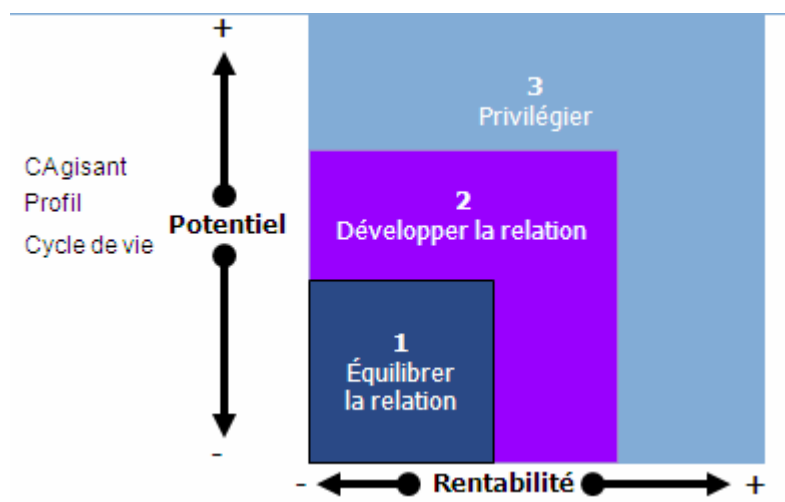 +
3
Privilégier
CAgisant
Profil
Potentiel
Cycle de vie
2
Développer la relation
1
Équilibrer
la relation
-
- Rentabilité +